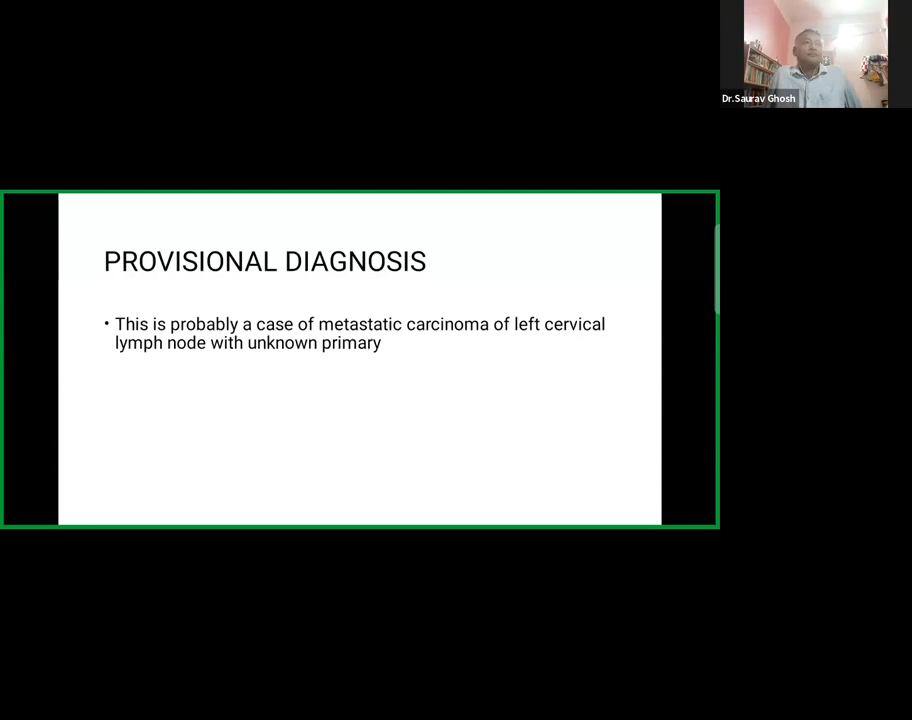 Dr.Saurav Ghosh
PROVISIONAL DIAGNOSIS
• This is probably a case of metastatic carcinoma of left cervical
lymph node with unknown primary